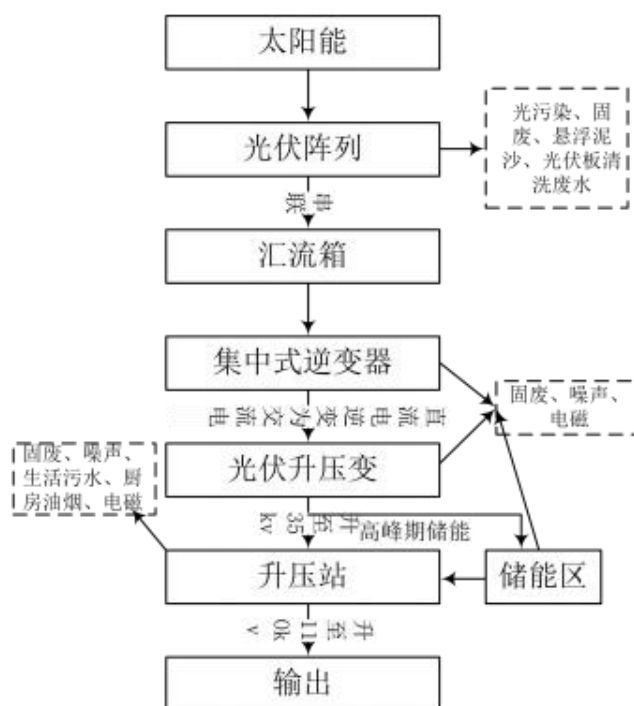 太阳能
光伏阵列
光污染、固
废、悬浮泥
沙、光伏板清
洗废水
串
联
汇流箱
集中式逆变器
直流电逆变为交流电
固废、噪声、
电磁
光伏升压变
固废、噪声、
生活污水、厨
房油烟、电磁
升至35
kv
高峰期储能
升压站
储能区
升至11
0k
v
输出